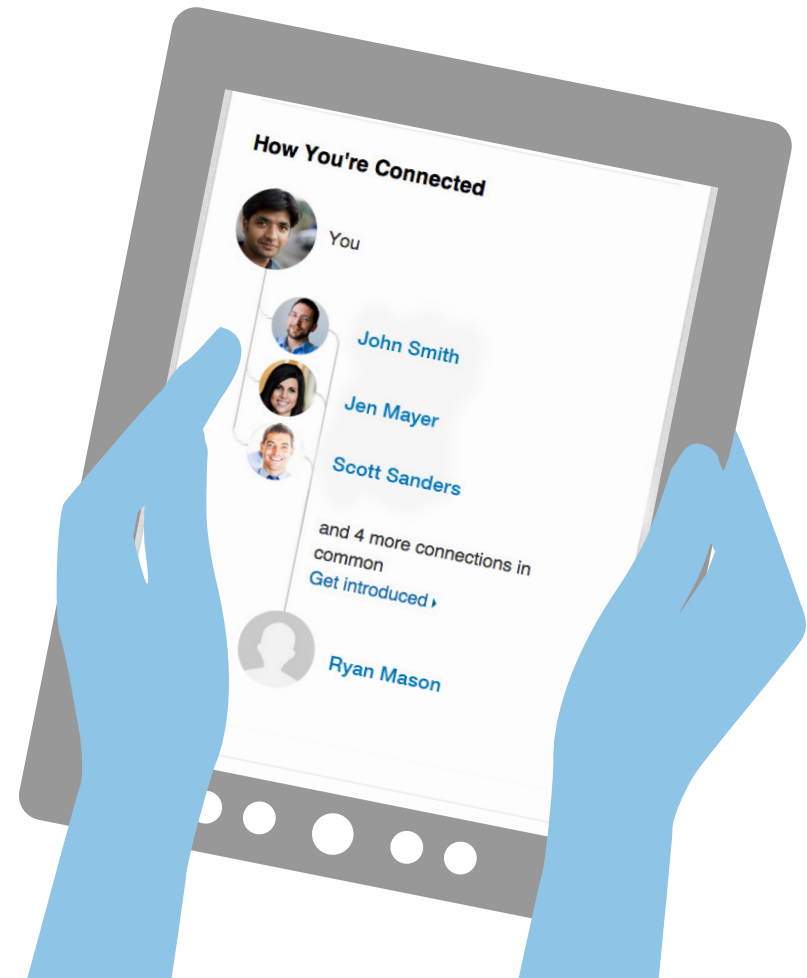 How You're Connected
You
John Smith
Jen Mayer
Scott Sanders
and 4 more connections in
common
Get introduced
Ryan Mason